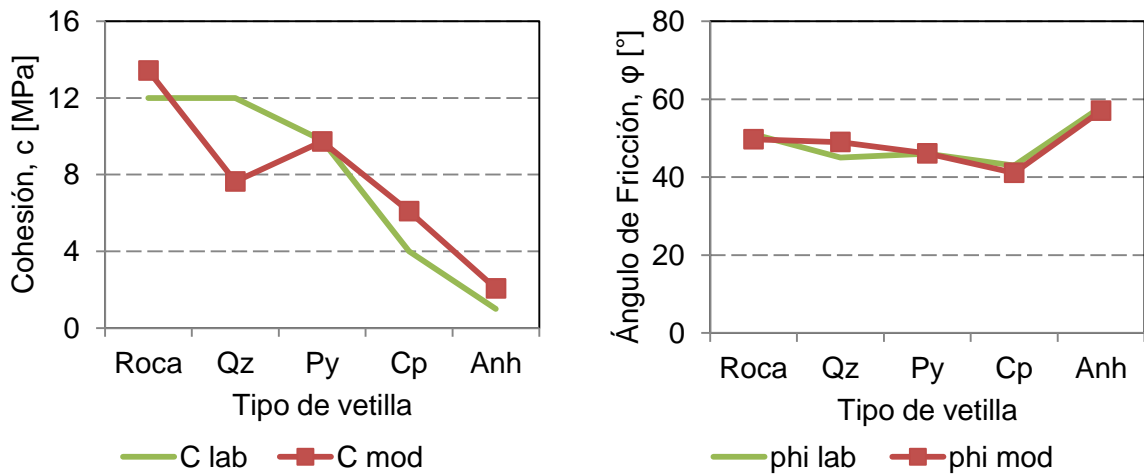 Cohesión, c [MPa]
16
12
8
4
0
Roca Qz Py Cp Anh
Tipo de vetilla
C lab C mod
Ángulo de Fricción, φ [°]
80
60
40
20
0
Roca Qz Py Cp Anh
Tipo de vetilla
phi lab phi mod